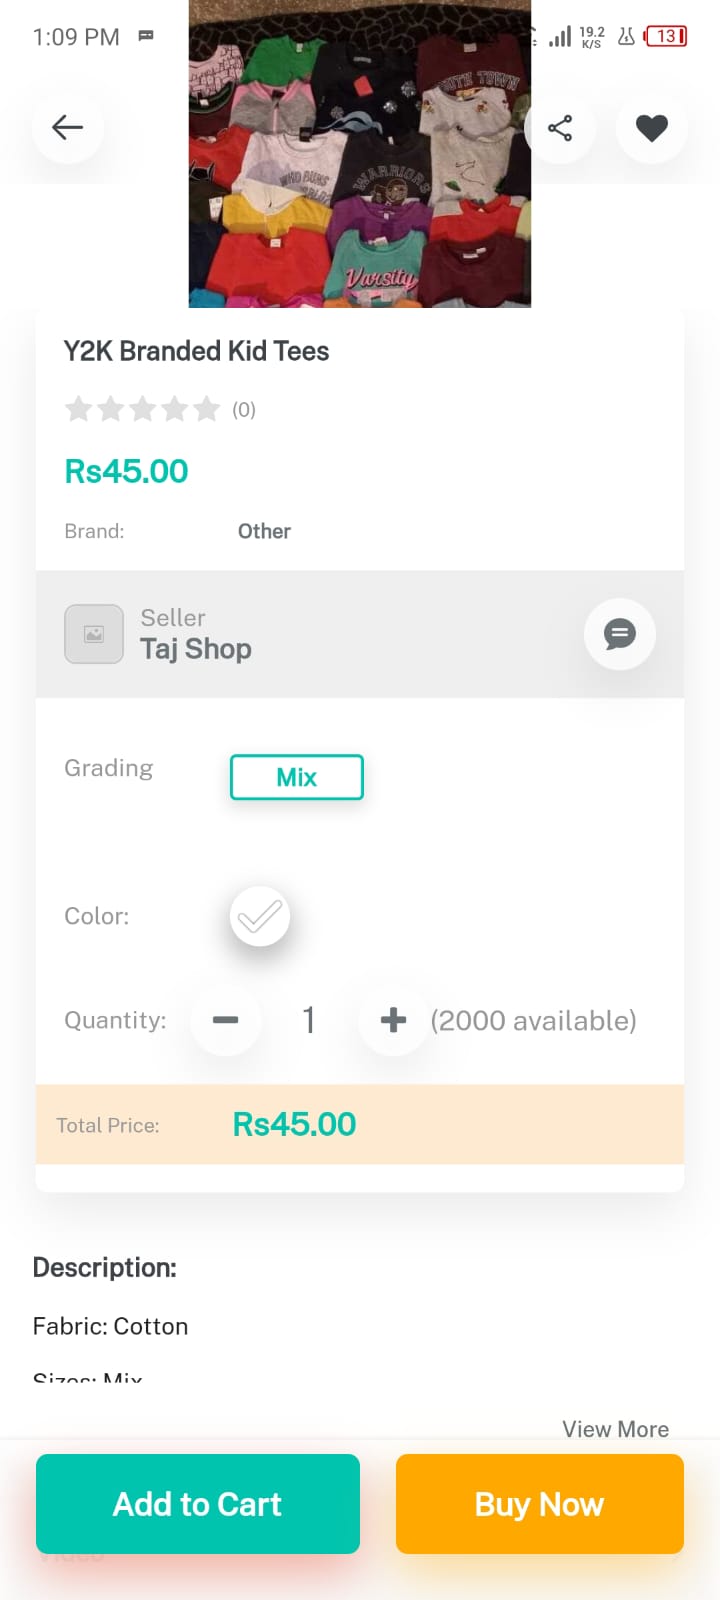 1:09 PM
19.2
K/S
13
WARRIORS
Varsity
Y2K Branded Kid Tees
(0)
Rs45.00
Brand: Other
Seller
Taj Shop
Grading Mix
Color:
Quantity: 1 (2000 available)
Total Price: Rs45.00
Description:
Fabric: Cotton
Sizes: Mix
View More
Add to Cart Buy Now
Video